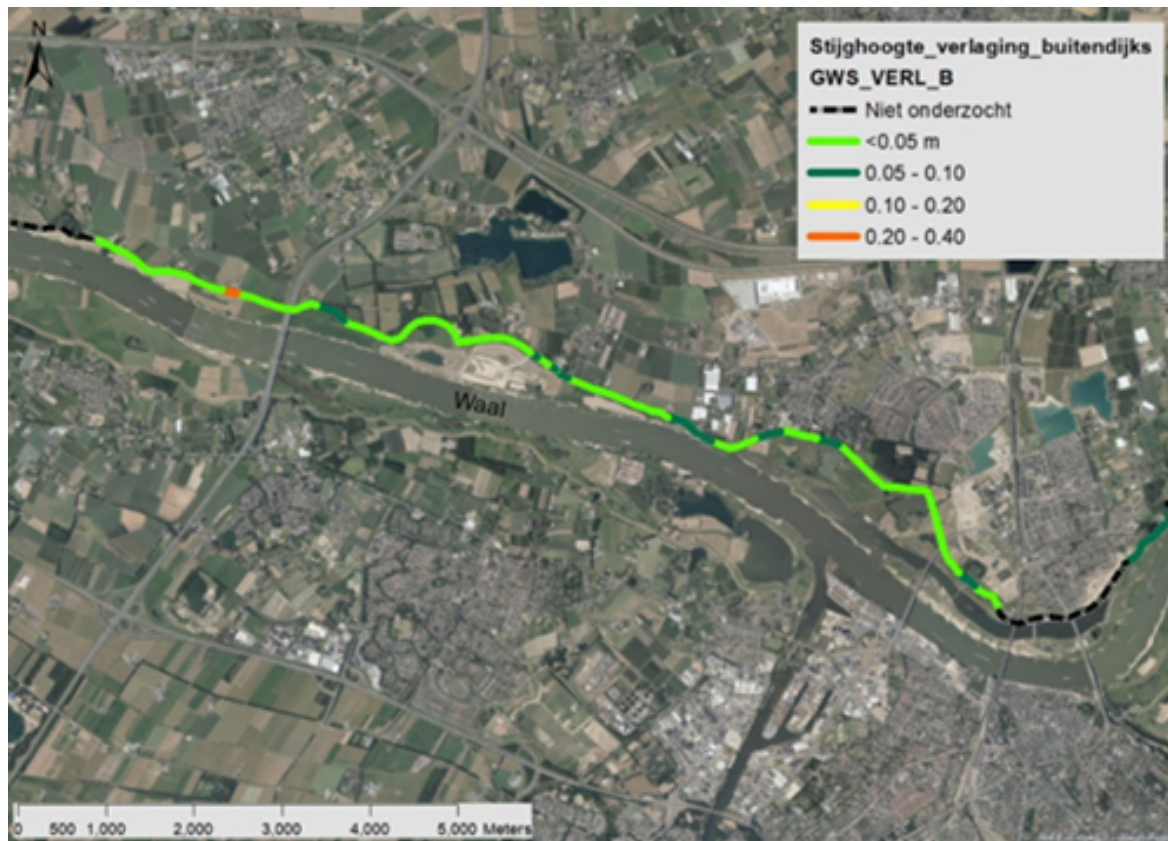 N
Stijghoogte_verlaging_buitendijks
GWS_VERL_B
Niet onderzocht
<0.05 m
0.05 - 0.10
0.10 - 0.20
0.20 - 0.40
Waal
0 500 1,000 2,000 3,000 4,000 5,000 Meters